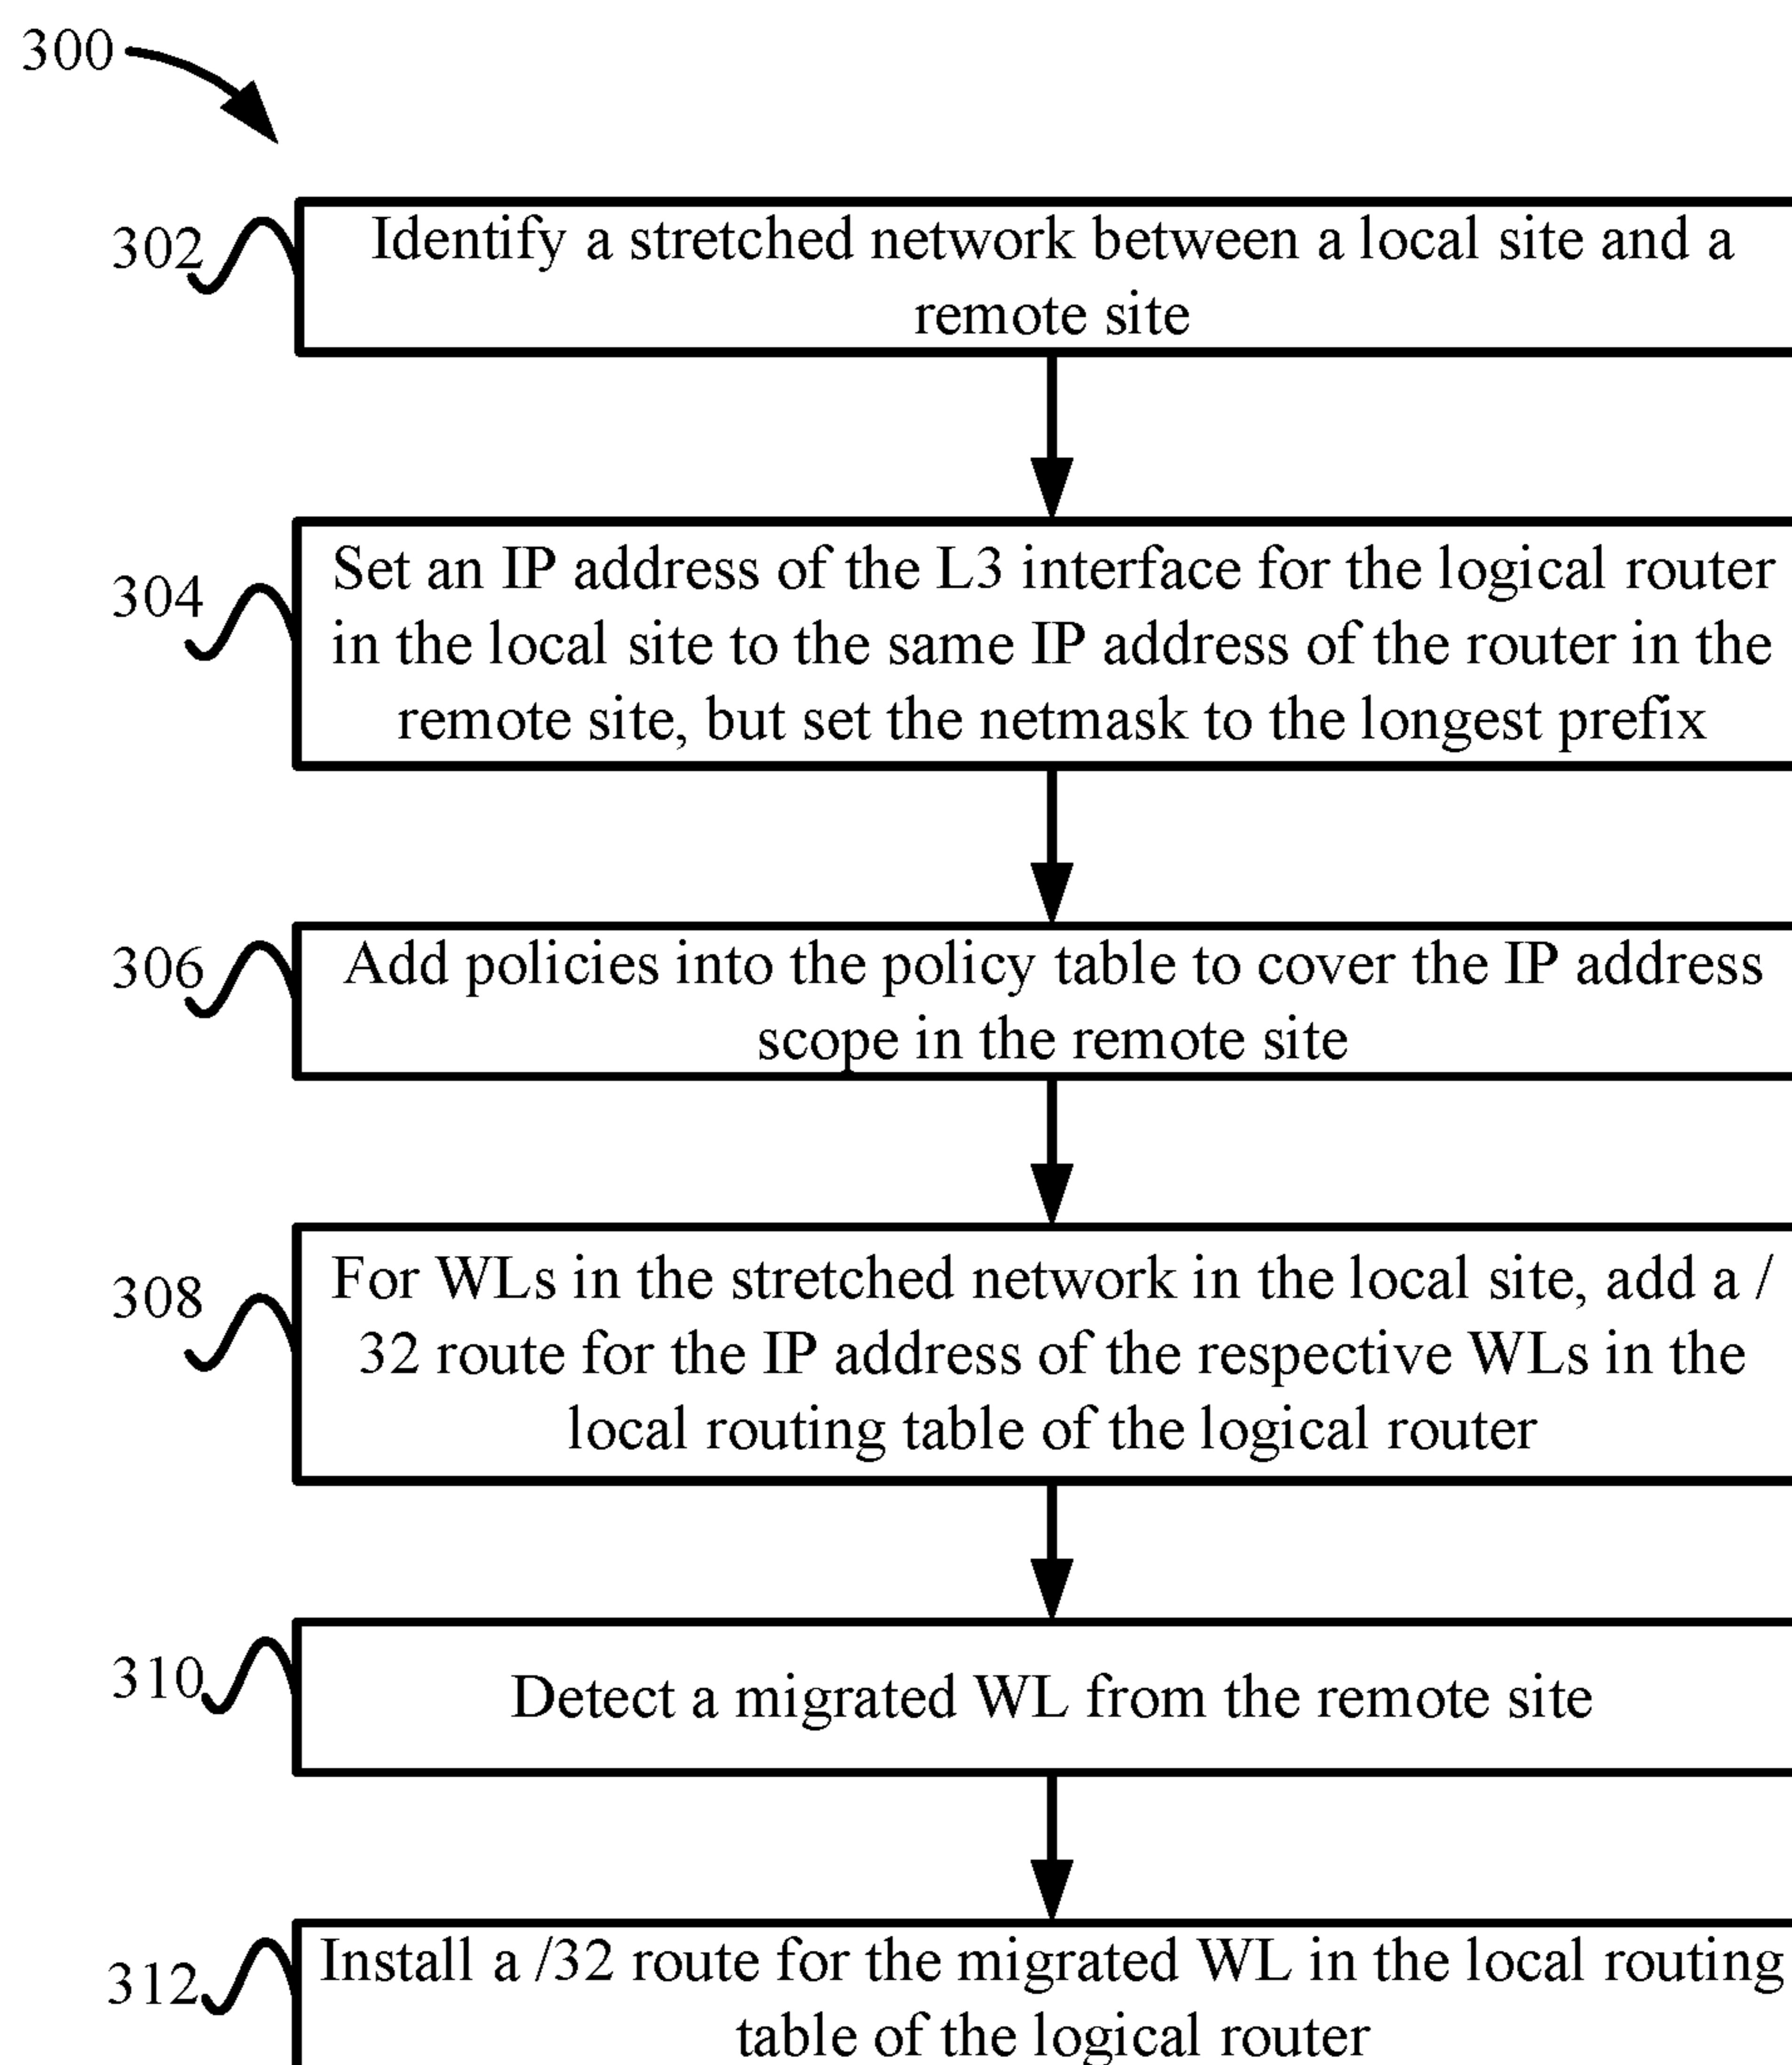 300
302
Identify a stretched network between a local site and a
remote site
304
Set an IP address of the L3 interface for the logical router
in the local site to the same IP address of the router in the
remote site, but set the netmask to the longest prefix
306
Add policies into the policy table to cover the IP address
scope in the remote site
308
For WLs in the stretched network in the local site, add a /
32 route for the IP address of the respective WLs in the
local routing table of the logical router
310
Detect a migrated WL from the remote site
312
Install a /32 route for the migrated WL in the local routing
table of the logical router